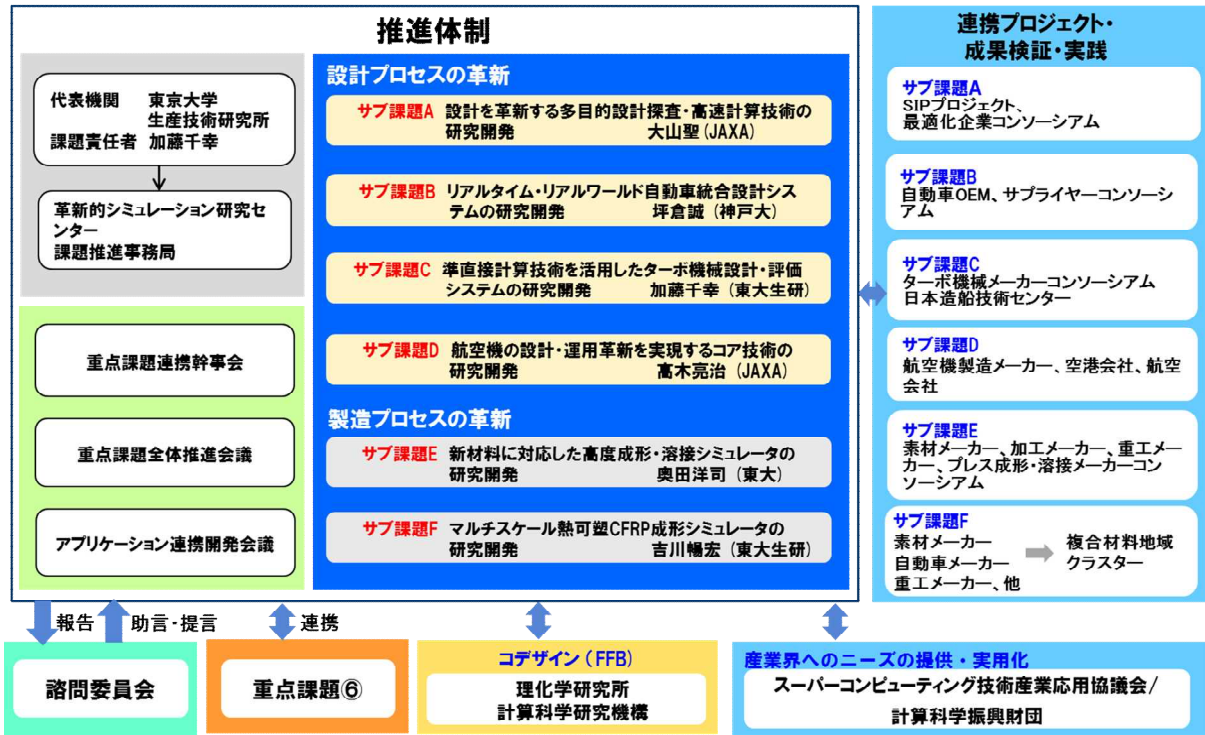 推進体制
代表機関 東京大学
生産技術研究所
課題責任者 加藤千幸
革新的シミュレーション研究セ
ンター
課題推進事務局
重点課題連携幹事会
重点課題全体推進会議
アプリケーション連携開発会議
設計プロセスの革新
サブ課題A 設計を革新する多目的設計探査・高速計算技術の
研究開発 大山聖(JAXA)
サブ課題B リアルタイム・リアルワールド自動車統合設計シス
テムの研究開発 坪倉誠(神戸大)
サブ課題C 準直接計算技術を活用したターボ機械設計・評価
システムの研究開発 加藤千幸(東大生研)
サブ課題D 航空機の設計・運用革新を実現するコア技術の
研究開発 高木亮治(JAXA)
製造プロセスの革新
サブ課題E 新材料に対応した高度成形・溶接シミュレータの
研究開発 奥田洋司(東大)
サブ課題F マルチスケール熱可塑CFRP成形シミュレータの
研究開発 吉川暢宏(東大生研)
連携プロジェクト・
成果検証・実践
サブ課題A
SIPプロジェクト、
最適化企業コンソーシアム
サブ課題B
自動車OEM、サプライヤーコンソーシ
アム
サブ課題C
ターボ機械メーカーコンソーシアム
日本造船技術センター
サブ課題D
航空機製造メーカー、空港会社、航空
会社
サブ課題E
素材メーカー、加工メーカー、重工メー
カー、プレス成形・溶接メーカーコン
ソーシアム
サブ課題F
素材メーカー
自動車メーカー
重工メーカー、他
複合材料地域
クラスター
報告
助言・提言
連携
諮問委員会
重点課題⑥
コデザイン(FFB)
理化学研究所
計算科学研究機構
産業界へのニーズの提供・実用化
スーパーコンピューティング技術産業応用協議会/
計算科学振興財団